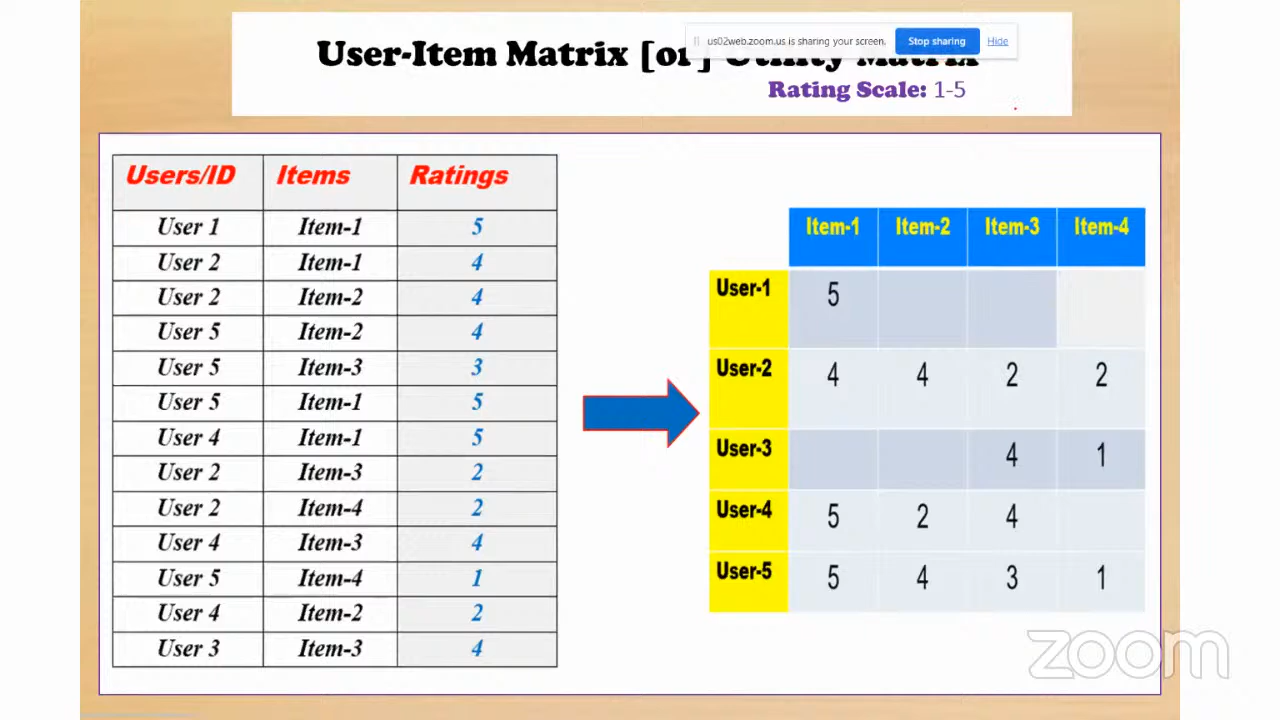 us02web.zoom.us is sharing your screen. Stop sharing Hide
User-Item Matrix [or] Utility Matrix
Rating Scale: 1-5
Users/ID Items Ratings
User 1 Item-1 5
User 2 Item-1 4
User 2 Item-2 4
User 5 Item-2 4
User 5 Item-3 3
User 5 Item-1 5
User 4 Item-1 5
User 2 Item-3 2
User 2 Item-4 2
User 4 Item-3 4
User 5 Item-4 1
User 4 Item-2 2
User 3 Item-3 4
Item-1 Item-2 Item-3 Item-4
User-1 5
User-2 4 4 2 2
User-3 4 1
User-4 5 2 4
User-5 5 4 3 1
zoom